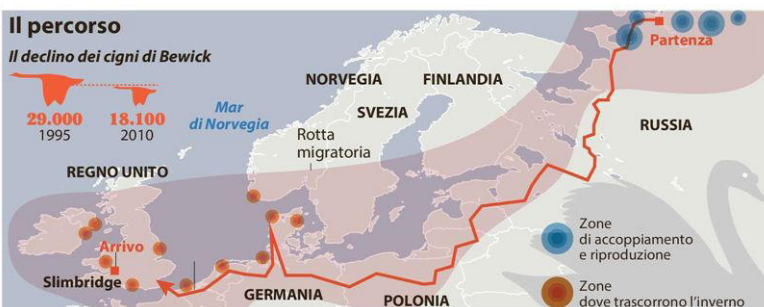 Il percorso
Il declino dei cigni di Bewick
29.000
1995
18.100
2010
Mar
di Norvegia
NORVEGIA
FINLANDIA
SVEZIA
Rotta
migratoria
Partenza
RUSSIA
REGNO UNITO
Arrivo
Slimbridge
GERMANIA
POLONIA
Zone
di accoppiamento
e riproduzione
Zone
dove trascorrono l'inverno